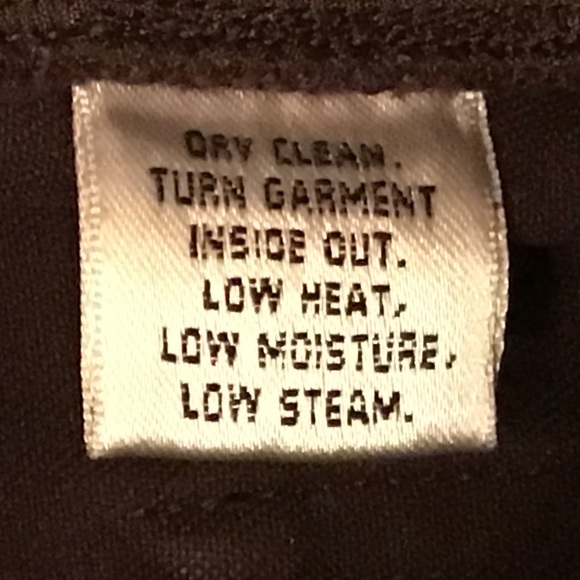 DRY CLEAN.
TURN GARMENT
INSIDE OUT.
LOW HEAT,
LOW MOISTURE,
LOW STEAM.